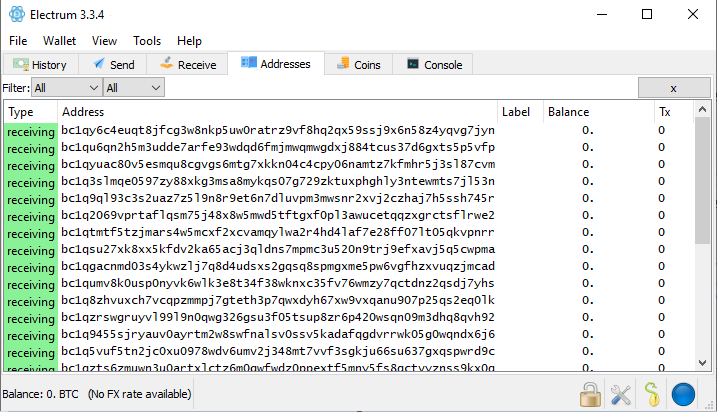 Electrum 3.3.4
File Wallet View Tools Help
History Send Receive Addresses Coins Console
Filter: All All x
Type Address Label Balance Tx
receiving bc1qy6c4euqt8jfcg3w8nkp5uw0ratrz9vf8hq2qx59ssj9x6n58z4yqvg7jyn 0. 0
receiving bc1qu6qn2h5m3udde7arfe93wdqd6fmjmwqmwgdxj884tcus37d6gxts5p5vfp 0. 0
receiving bc1qyuac80v5esmqu8cgvgs6mtg7xkkn04c4cpy06namtz7kfmhr5j3sl87cvm 0. 0
receiving bc1q3slmqe0597zy88xkg3msa8mykqs07g729zktuxphghly3ntewmts7jl53n 0. 0
receiving bc1q9ql93c3s2uaz7z5l9n8r9et6n7dluvpm3mwsnr2xvj2czhaj7h5ssh745r 0. 0
receiving bc1q2069vprtaflqsm75j48x8w5mwd5tftgxf0pl3awucetqqzxgrctsflrwe2 0. 0
receiving bc1qtmtf5tzjmars4w5mcxf2xcvamqylwa2r4hd4laf7e28ff07lt05qkvpnrr 0. 0
receiving bc1qsu27xk8xx5kfdv2ka65acj3qldns7mpmc3u520n9trj9efxavj5q5cwpma 0. 0
receiving bc1qgacnmd03s4ykwzlj7q8d4udsxs2gqsq8spmgxme5pw6vgfhzxvuqzjmcad 0. 0
receiving bc1qumv8k0usp0nyvk6wlk3e8t34f38wknxc35fv76wmzy7qctdnz2qsdj7yhs 0. 0
receiving bc1q8zhvuxch7vcqpzmmpj7gteth3p7qwxdyh67xw9vxqanu907p25qs2eq0lk 0. 0
receiving bc1qzrswgruyvl99l9n0qwg326gsu3f05tsup8zr6p420wsqn09m3dhq8qvh92 0. 0
receiving bc1q9455sjryauv0ayrtm2w8swfnalsv0ssv5kadafqgdvrrwk05g0wqndx6j6 0. 0
receiving bc1q5vuf5tn2jc0xu0978wdv6umv2j348mt7vvf3sgkju66su637gxqspwrd9c 0. 0
receiving 0. 0
Balance: 0. BTC (No FX rate available)